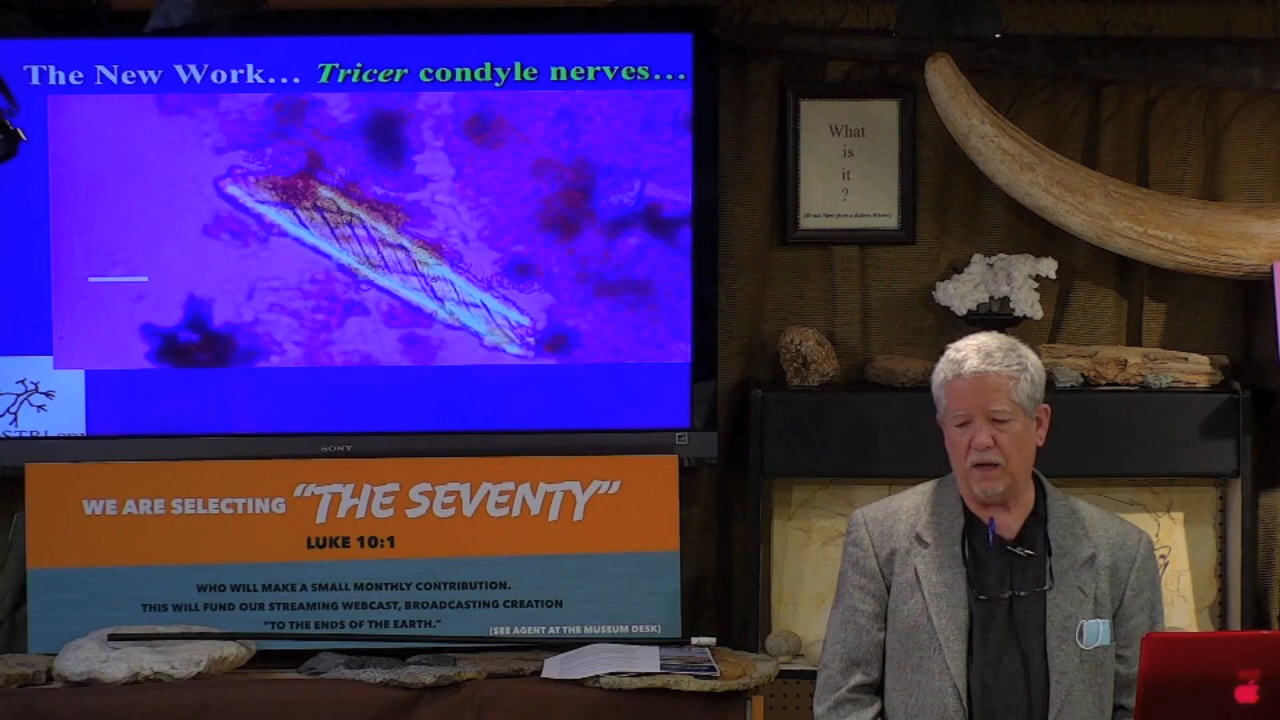 The New Work... Tricer condyle nerves...
SONY
WE ARE SELECTING "THE SEVENTY"
LUKE 10:1
WHO WILL MAKE A SMALL MONTHLY CONTRIBUTION.
THIS WILL FUND OUR STREAMING WEBCAST, BROADCASTING CREATION
"TO THE ENDS OF THE EARTH."
(SEE AGENT AT THE MUSEUM DESK)
What
is
it
?